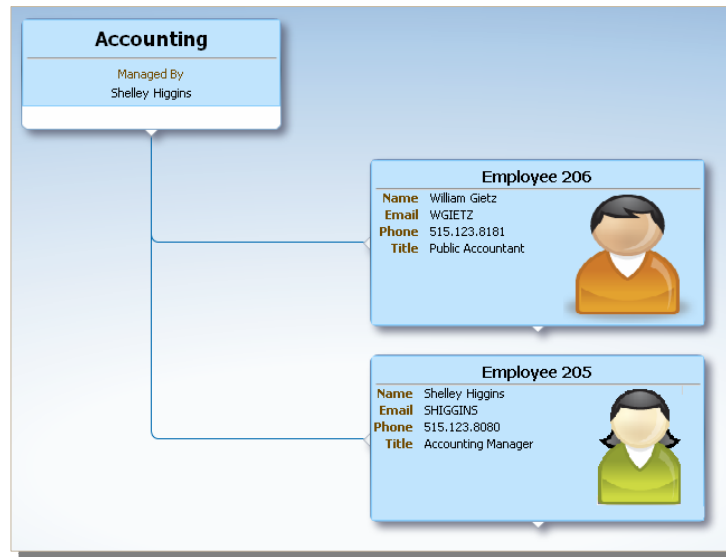 Accounting
Managed By
Shelley Higgins
Employee 206
Name William Gietz
Email WGIETZ
Phone 515.123.8181
Title Public Accountant
Employee 205
Name Shelley Higgins
Email SHIGGINS
Phone 515.123.8080
Title Accounting Manager